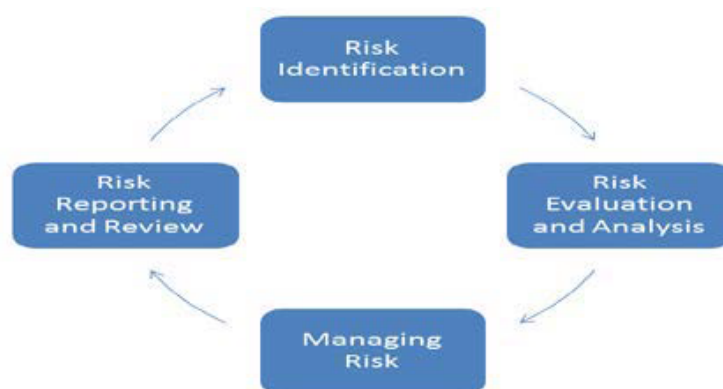 Risk
Identification
Risk
Evaluation
and Analysis
Managing
Risk
Risk
Reporting
and Review